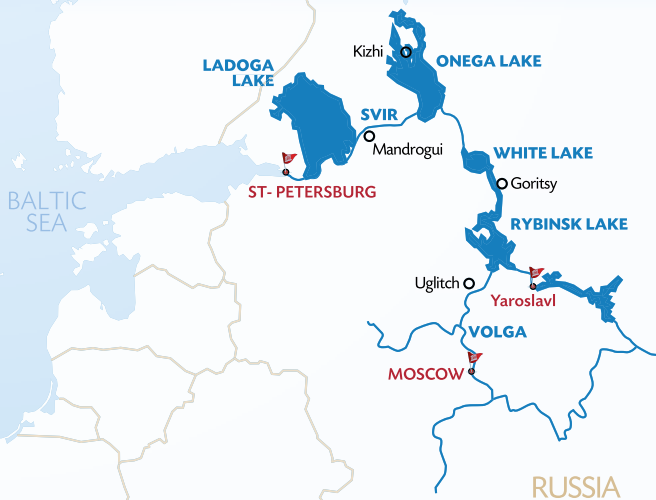 Kizhi
ONEGA LAKE
LADOGA
LAKE
SVIR
Mandrogui
WHITE LAKE
Goritsy
ST- PETERSBURG
BALTIC
SEA
RYBINSK LAKE
Uglitch
Yaroslavl
VOLGA
MOSCOW
RUSSIA